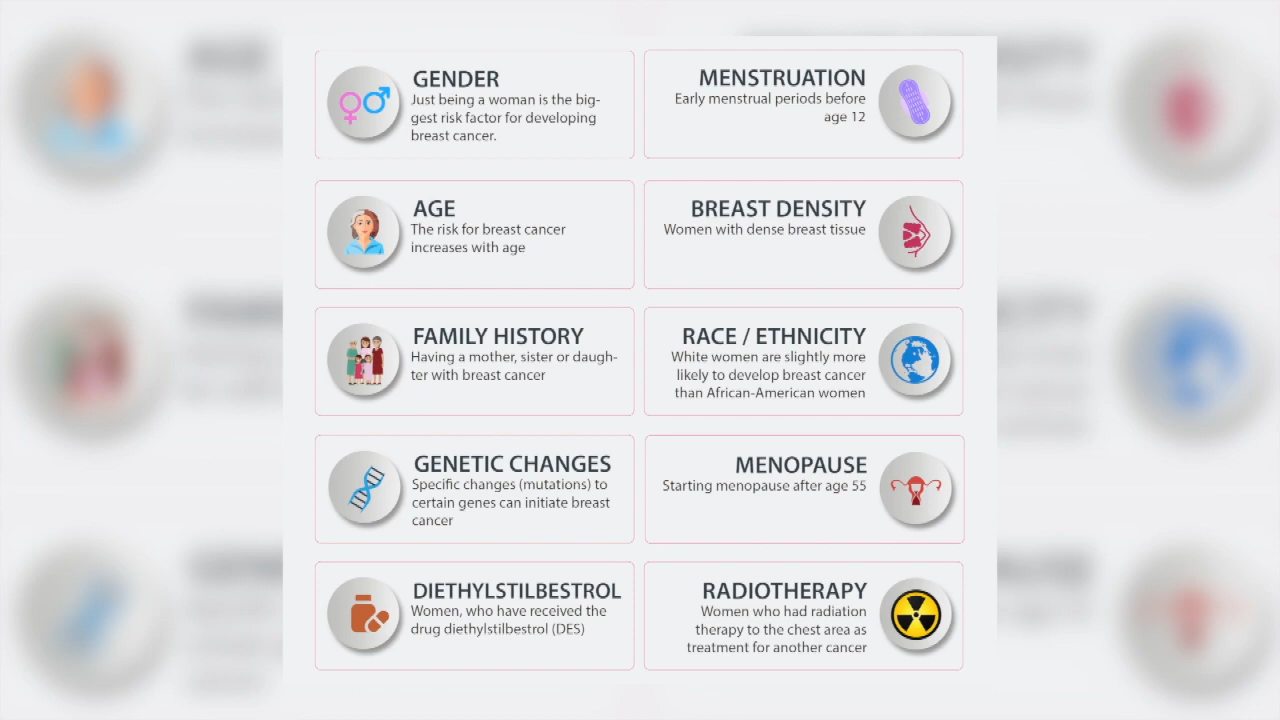 GENDER
Just being a woman is the big-
gest risk factor for developing
breast cancer.
MENSTRUATION
Early menstrual periods before
age 12
AGE
The risk for breast cancer
increases with age
BREAST DENSITY
Women with dense breast tissue
FAMILY HISTORY
Having a mother, sister or daugh-
ter with breast cancer
RACE / ETHNICITY
White women are slightly more
likely to develop breast cancer
than African-American women
GENETIC CHANGES
Specific changes (mutations) to
certain genes can initiate breast
cancer
MENOPAUSE
Starting menopause after age 55
DIETHYLSTILBESTROL
Women, who have received the
drug diethylstilbestrol (DES)
RADIOTHERAPY
Women who had radiation
therapy to the chest area as
treatment for another cancer